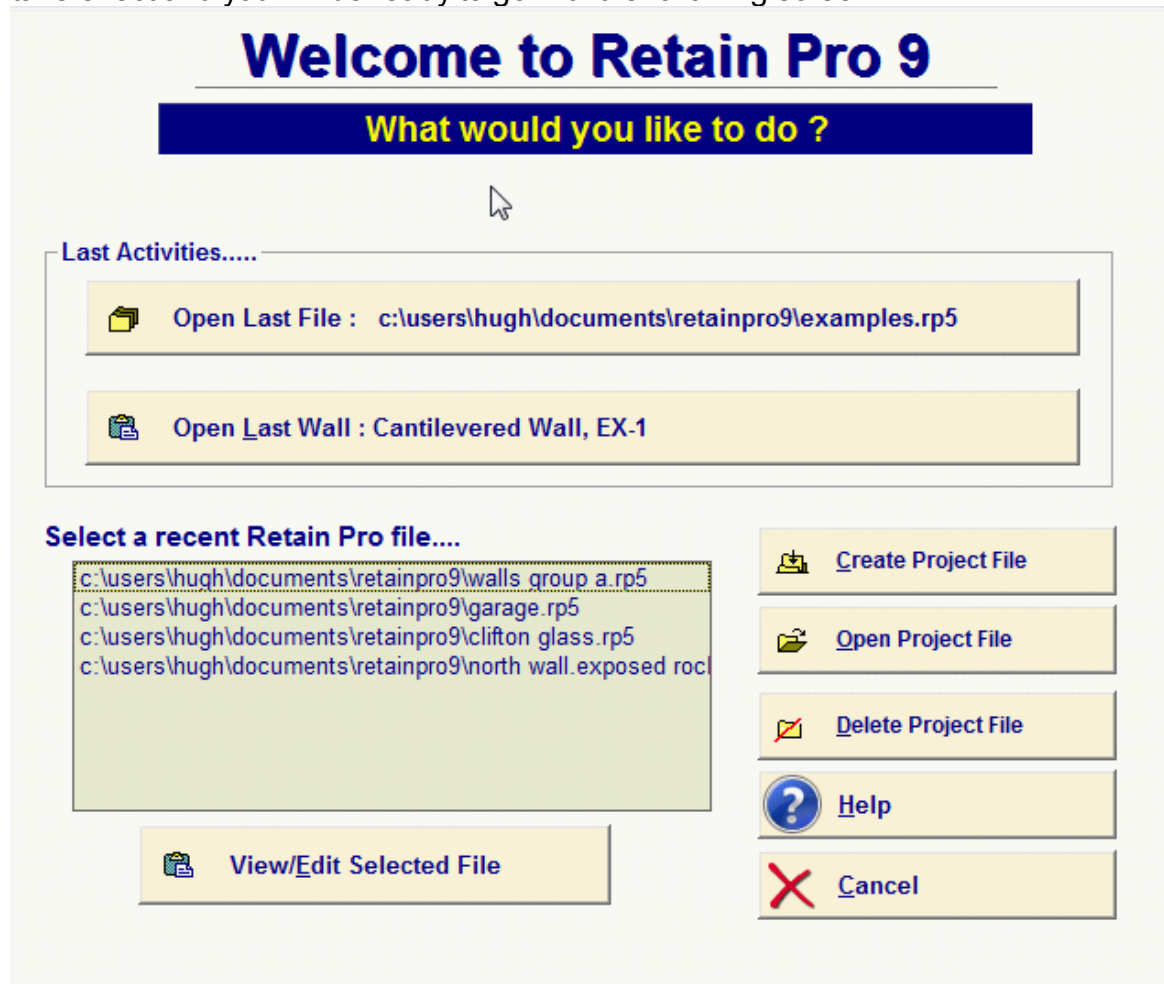 Welcome to Retain Pro 9
What would you like to do ?
Last Activities.....
Open Last File : c:\users\hugh\documents\retainpro9\examples.rp5
Open Last Wall : Cantilevered Wall, EX-1
Select a recent Retain Pro file....
c:\users\hugh\documents\retainpro9\walls group a.rp5
c:\users\hugh\documents\retainpro9\garage.rp5
c:\users\hugh\documents\retainpro9\clifton glass.rp5
c:\users\hugh\documents\retainpro9\north wall.exposed roc
View/Edit Selected File
Create Project File
Open Project File
Delete Project File
Help
Cancel